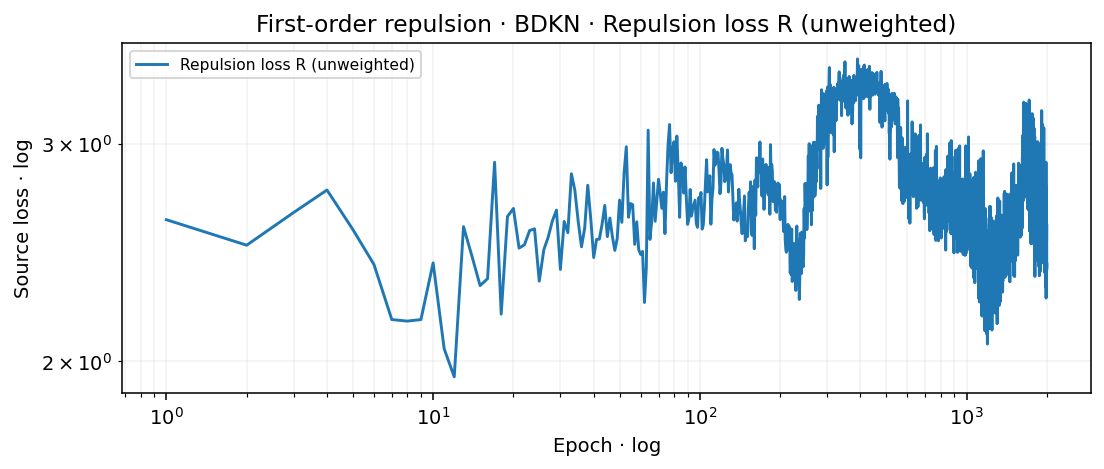 First-order repulsion · BDKN · Repulsion loss R (unweighted)
Repulsion loss R (unweighted)
Source loss · log
3 × 10⁰
2 × 10⁰
10⁰ 10¹ 10² 10³
Epoch · log